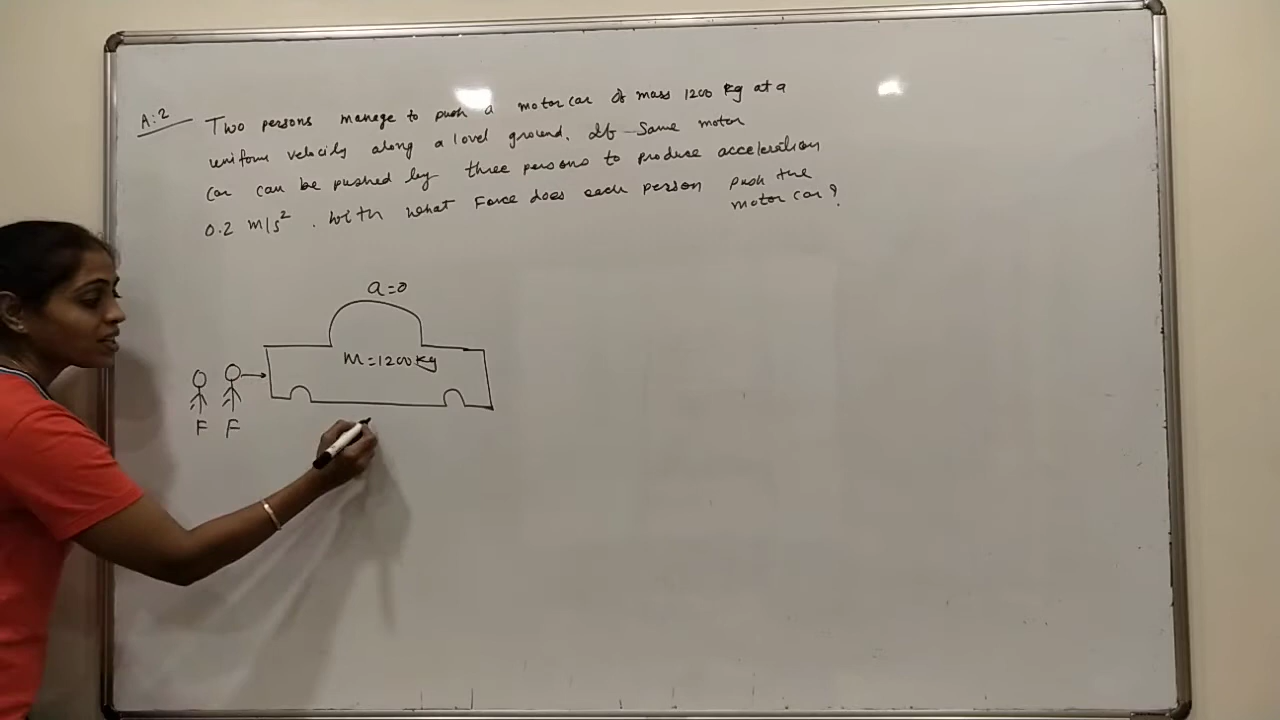 A:2
Two persons manage to push a motor car of mass 1200 kg at a
uniform velocity along a level ground. If same motor
car can be pushed by three persons to produce acceleration
0.2 m/s². With what Force does each person push the
motor car?
a=0
M=1200kg
F F